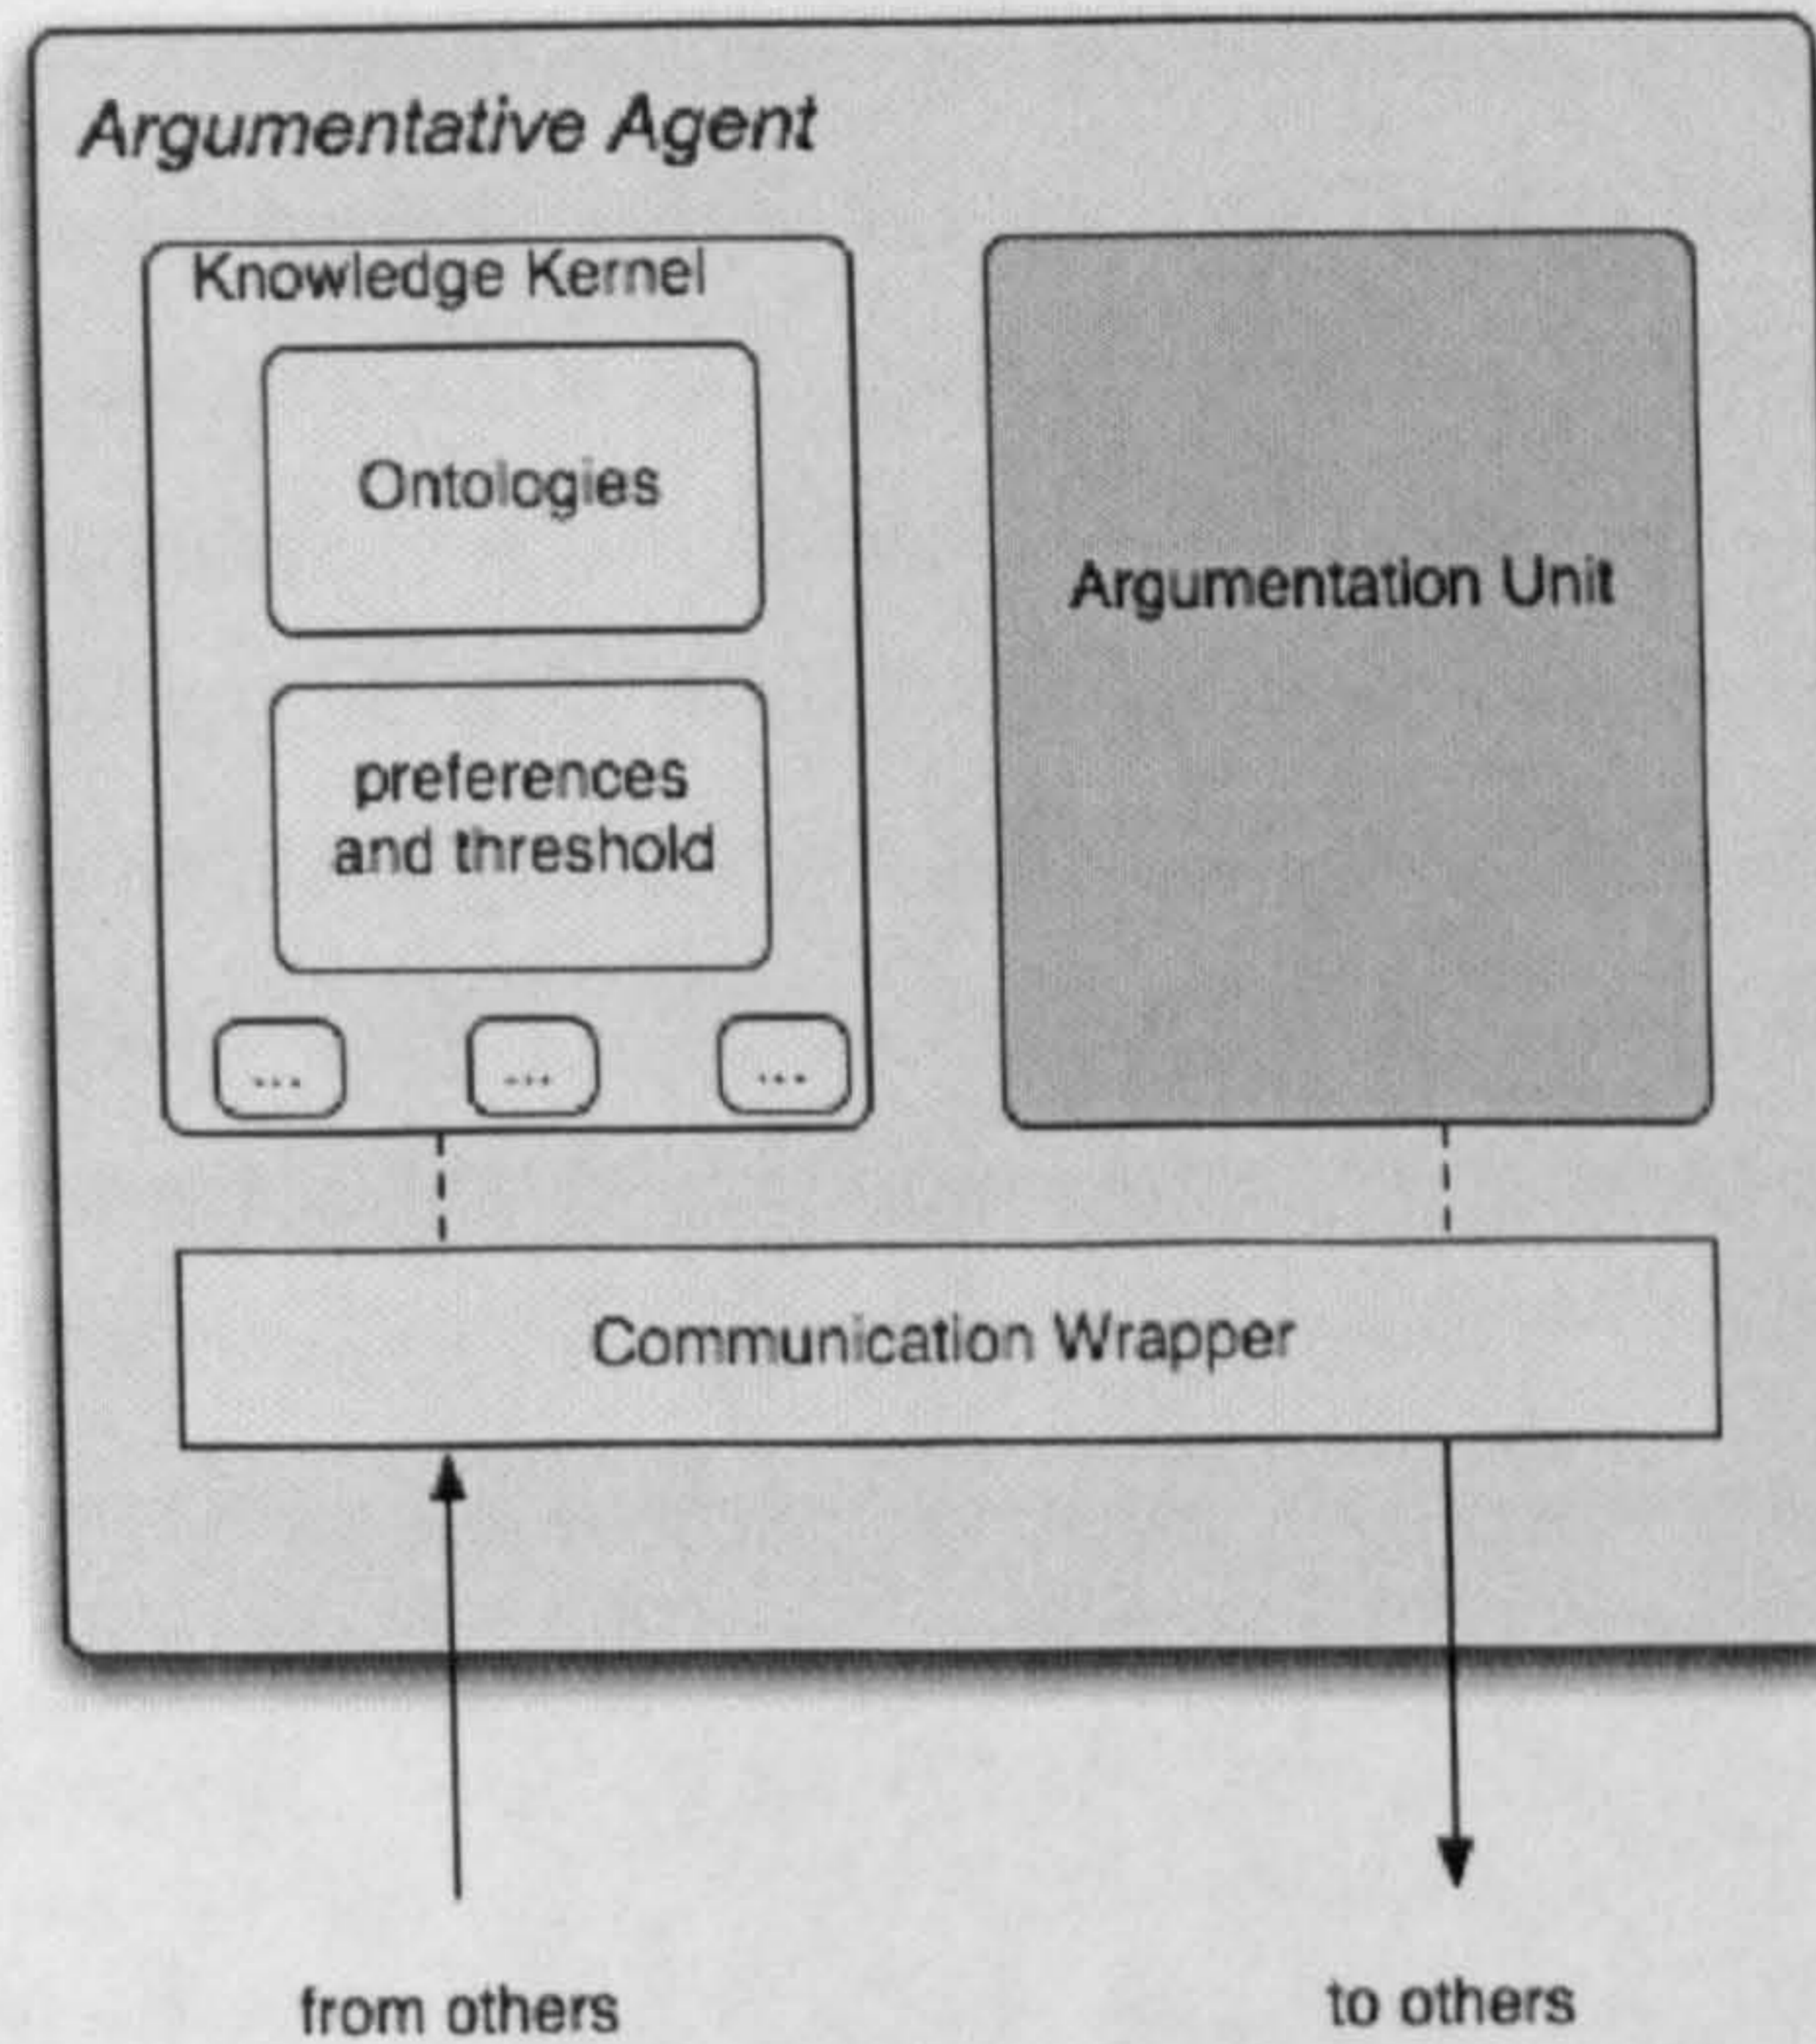 Argumentative Agent
Knowledge Kernel
Ontologies
preferences
and threshold
...
...
...
Argumentation Unit
Communication Wrapper
from others
to others